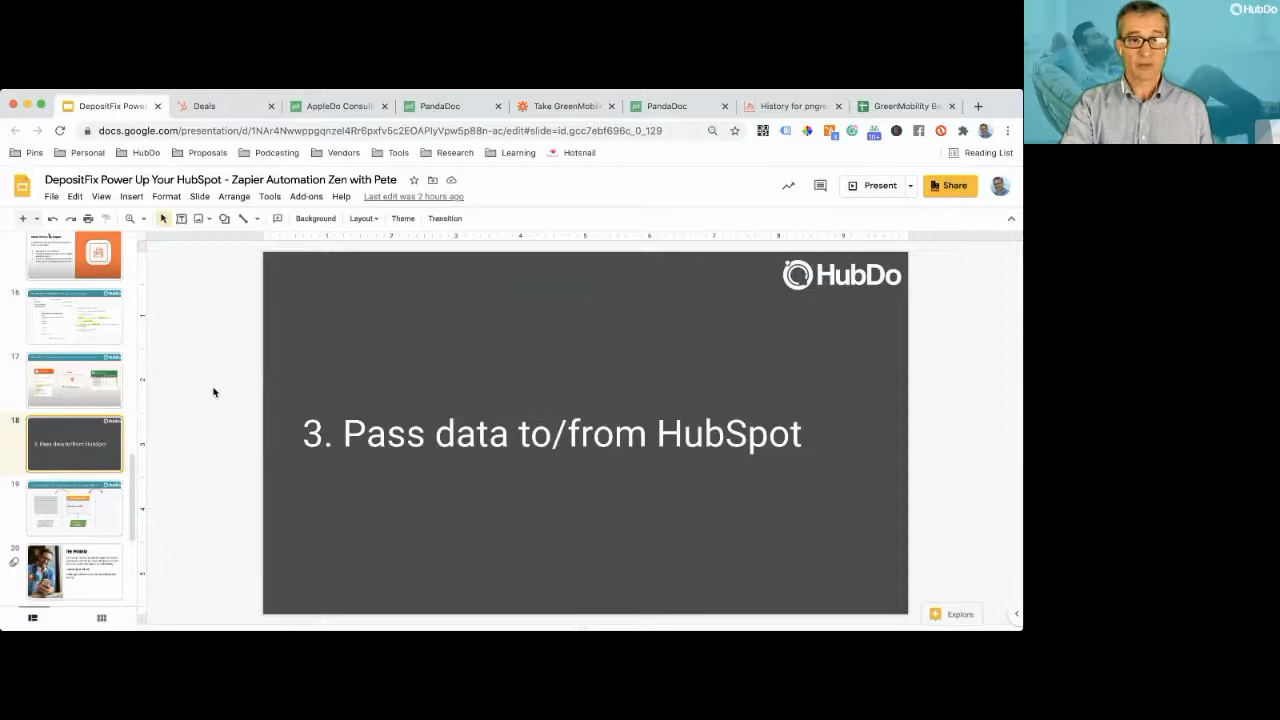 HubDo
DepositFix Powe
Deals
AppleDo Consult
PandaDoc
Take GreenMobili
PandaDoc
History for pngre
GreenMobility Bo
docs.google.com/presentation/d/1NAr4Nwwppgqnzel4Rr6pxfv5c2EOAPlyVpw5p88n-ac/edit#slide=id.gcc7ebf696c_0_129
Pins
Personal
HubDo
Proposals
Podcasting
Vendors
Tools
Research
Learning
Hotsnail
Reading List
DepositFix Power Up Your HubSpot - Zapier Automation Zen with Pete
Present
Share
File Edit View Insert Format Slide Arrange Tools Add-ons Help Last edit was 2 hours ago
Background Layout Theme Transition
HubDo
3. Pass data to/from HubSpot
16
17
18
3. Pass data to/from HubSpot
19
20
Explore